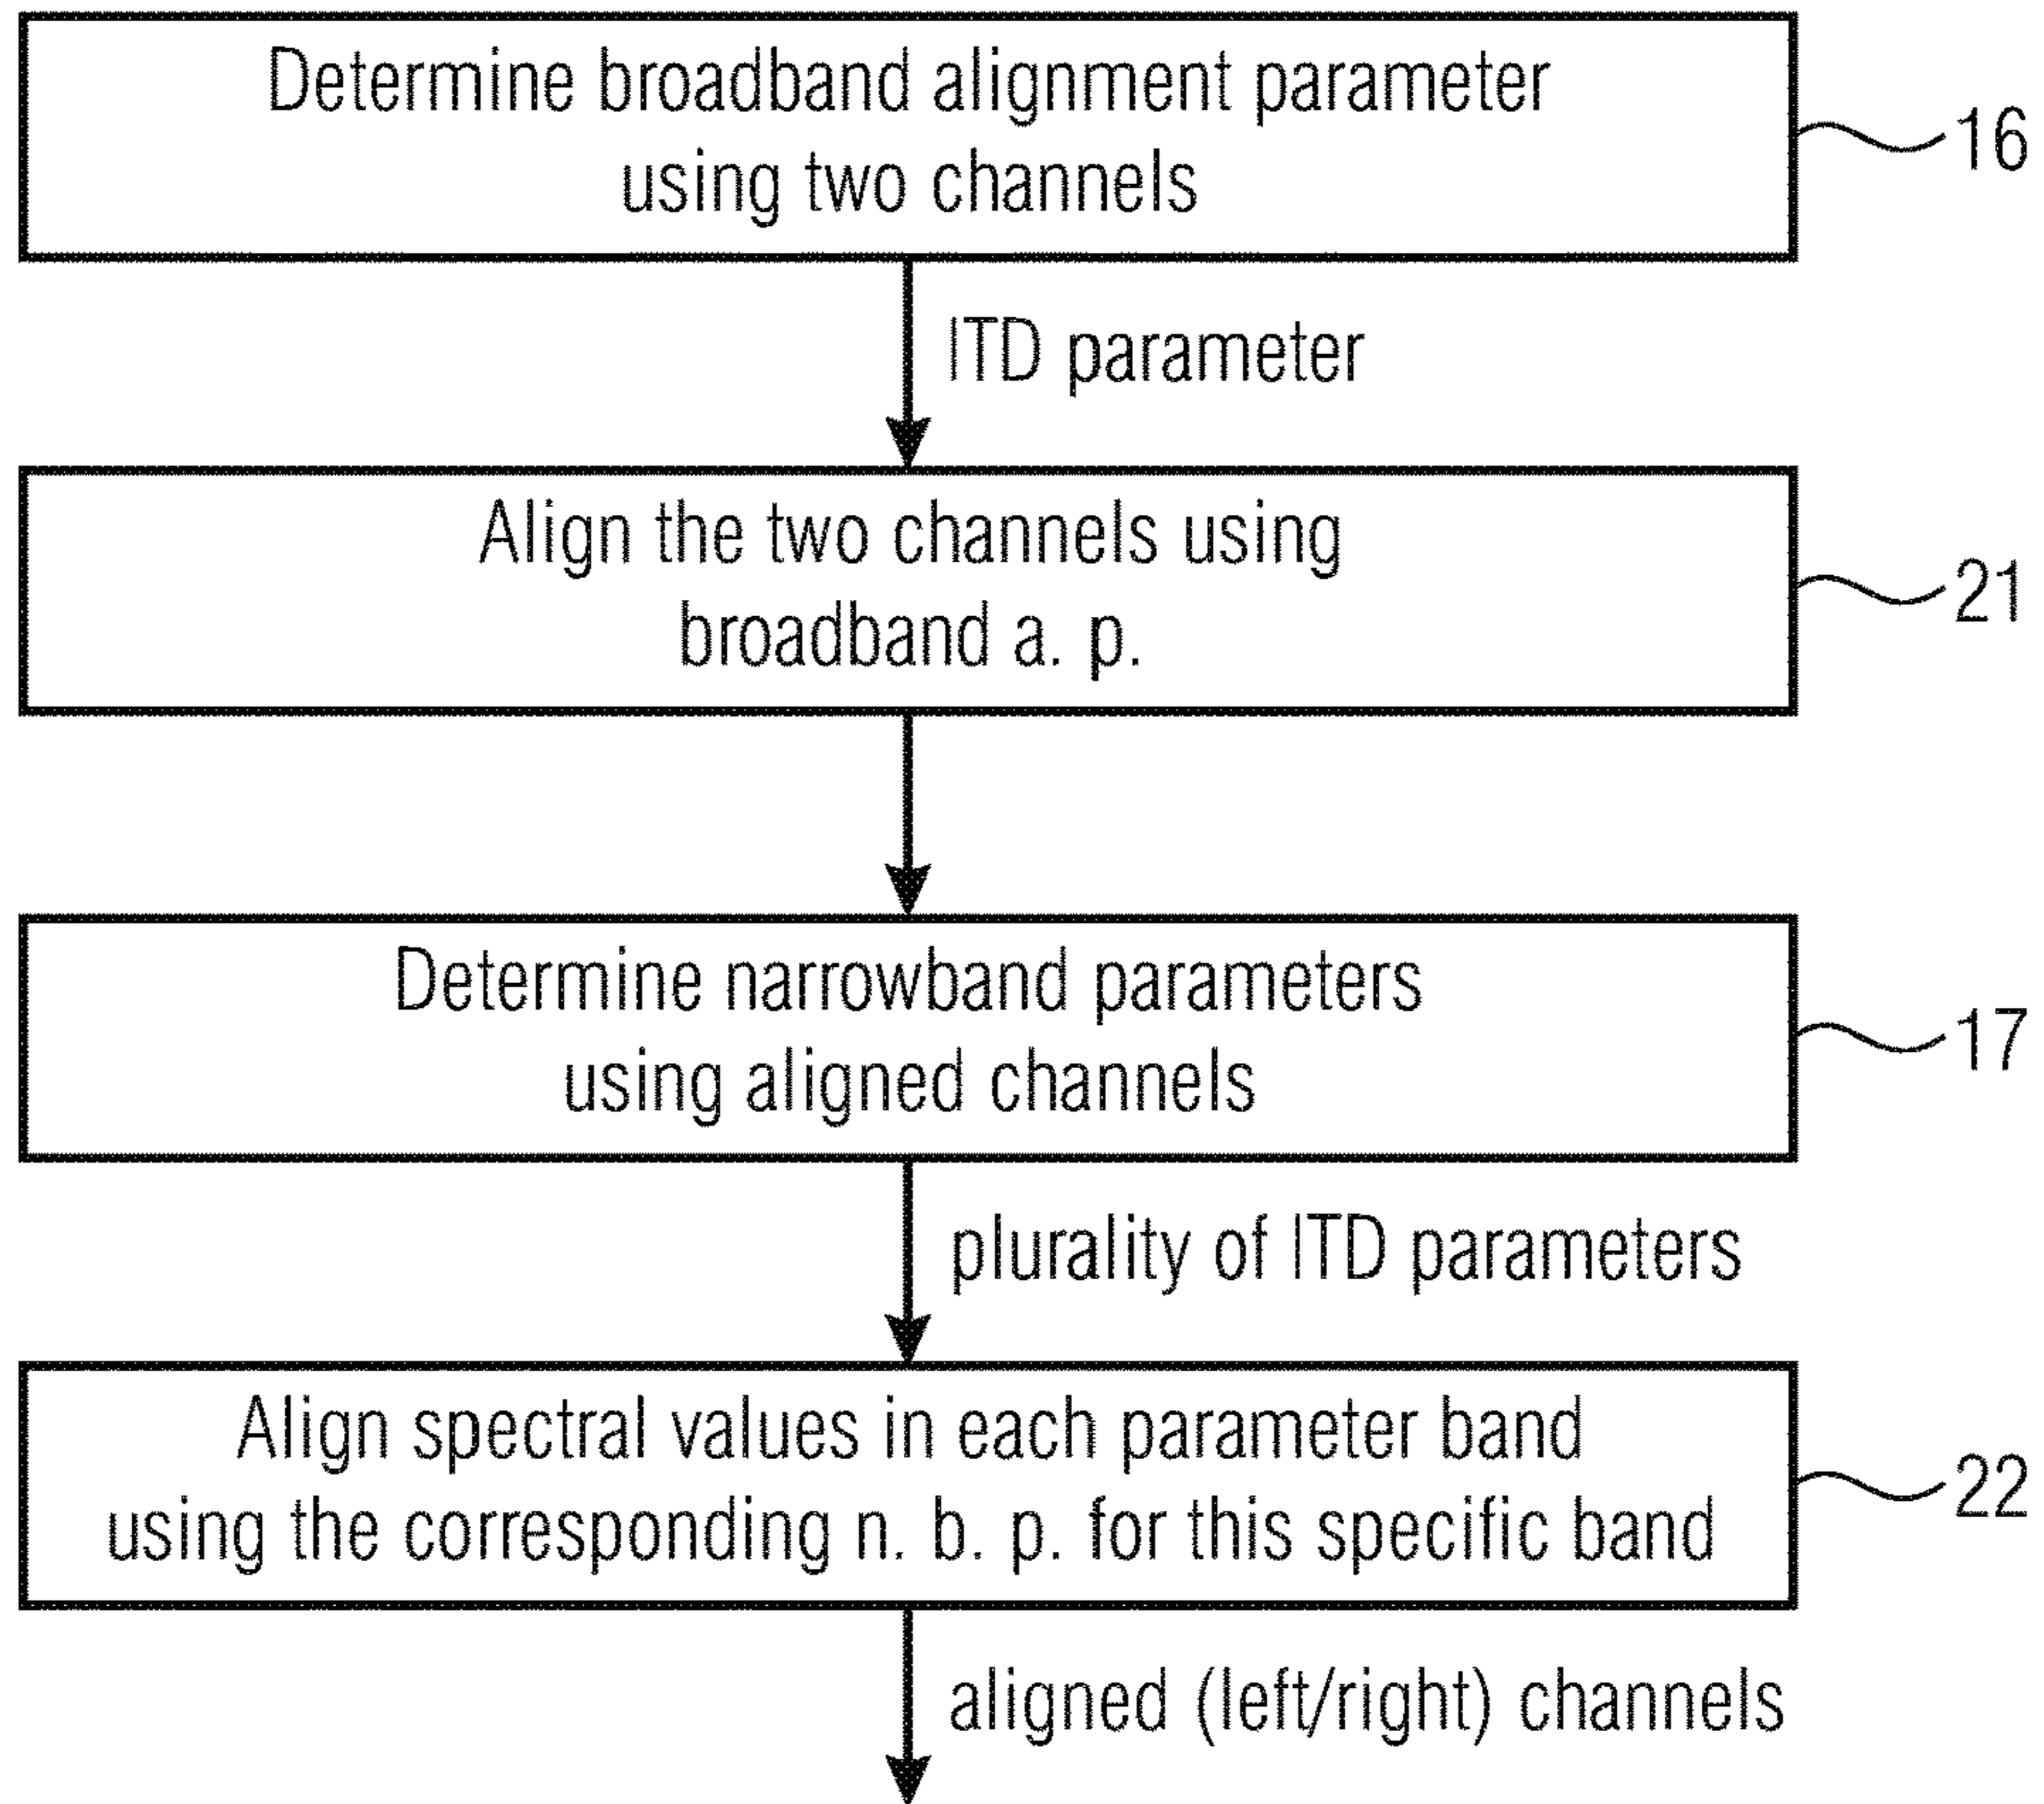 Determine broadband alignment parameter
using two channels
16
ITD parameter
Align the two channels using
broadband a. p.
21
Determine narrowband parameters
using aligned channels
17
plurality of ITD parameters
Align spectral values in each parameter band
using the corresponding n. b. p. for this specific band
22
aligned (left/right) channels